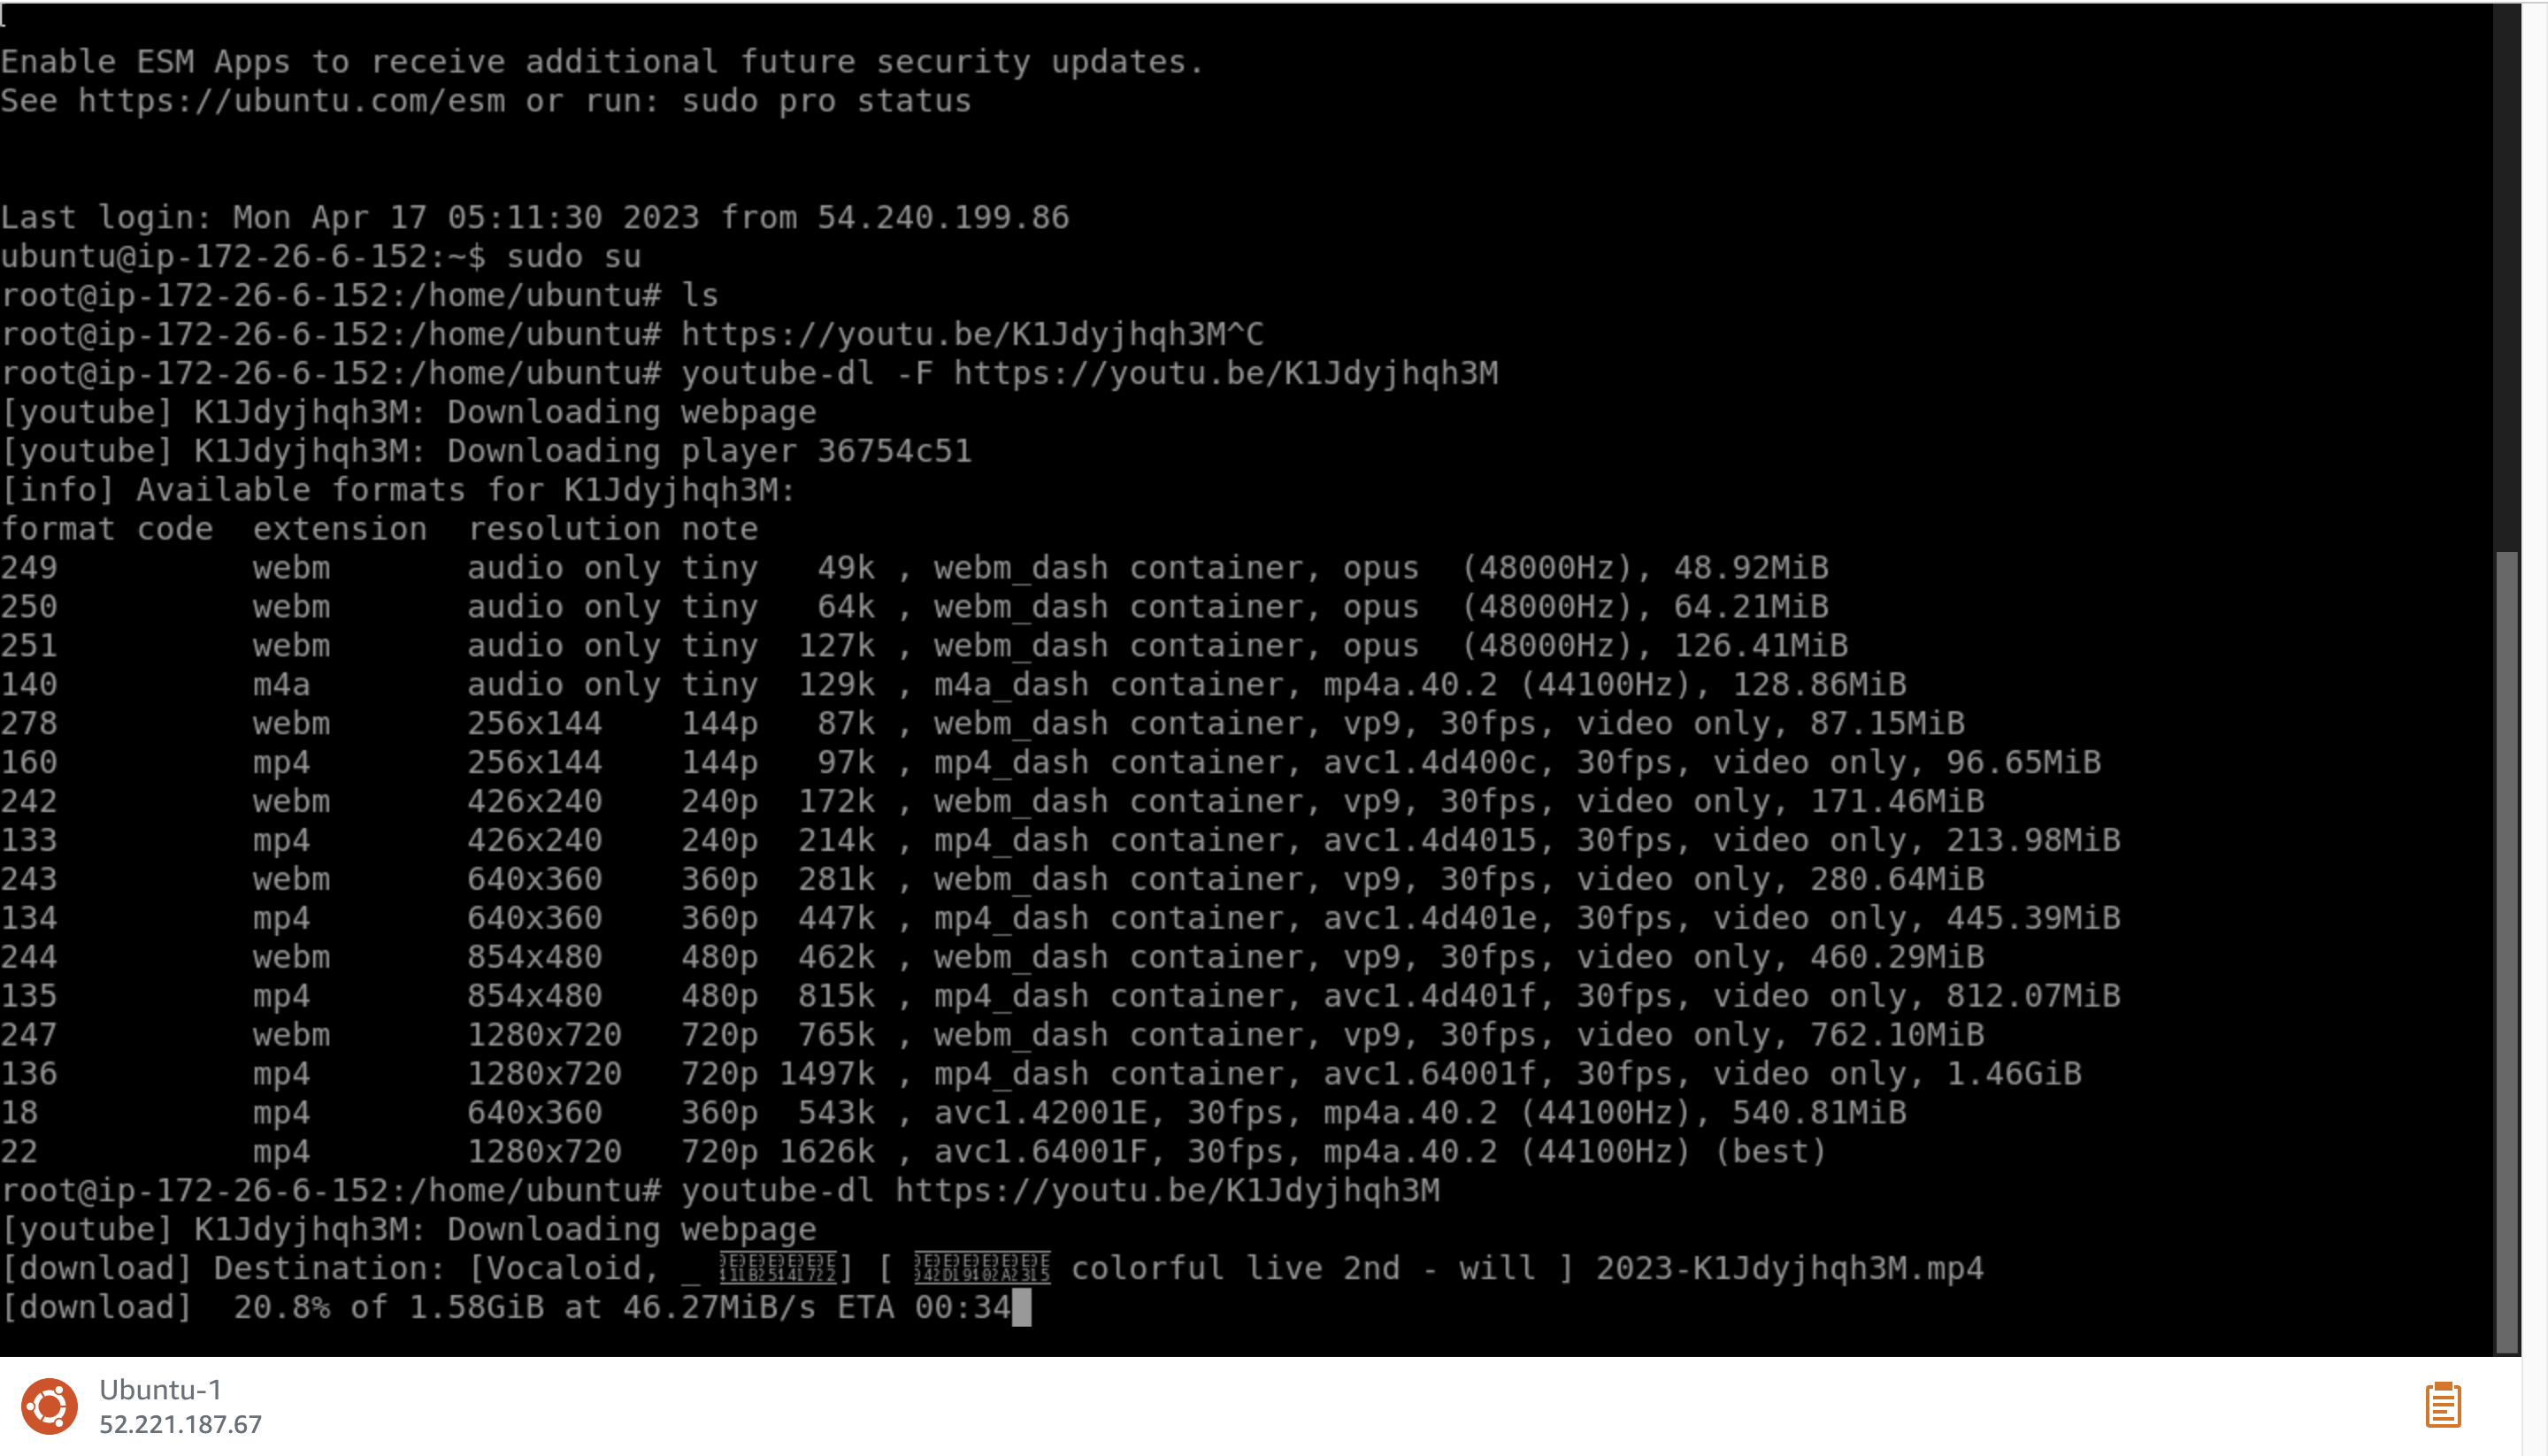 Enable ESM Apps to receive additional future security updates.
See https://ubuntu.com/esm or run: sudo pro status
Last login: Mon Apr 17 05:11:30 2023 from 54.240.199.86
ubuntu@ip-172-26-6-152:~$ sudo su
root@ip-172-26-6-152:/home/ubuntu# ls
root@ip-172-26-6-152:/home/ubuntu# https://youtu.be/K1Jdyjhqh3M^C
root@ip-172-26-6-152:/home/ubuntu# youtube-dl -F https://youtu.be/K1Jdyjhqh3M
[youtube] K1Jdyjhqh3M: Downloading webpage
[youtube] K1Jdyjhqh3M: Downloading player 36754c51
[info] Available formats for K1Jdyjhqh3M:
format code  extension  resolution note
249          webm       audio only tiny   49k , webm_dash container, opus  (48000Hz), 48.92MiB
250          webm       audio only tiny   64k , webm_dash container, opus  (48000Hz), 64.21MiB
251          webm       audio only tiny  127k , webm_dash container, opus  (48000Hz), 126.41MiB
140          m4a        audio only tiny  129k , m4a_dash container, mp4a.40.2 (44100Hz), 128.86MiB
278          webm       256x144    144p   87k , webm_dash container, vp9, 30fps, video only, 87.15MiB
160          mp4        256x144    144p   97k , mp4_dash container, avc1.4d400c, 30fps, video only, 96.65MiB
242          webm       426x240    240p  172k , webm_dash container, vp9, 30fps, video only, 171.46MiB
133          mp4        426x240    240p  214k , mp4_dash container, avc1.4d4015, 30fps, video only, 213.98MiB
243          webm       640x360    360p  281k , webm_dash container, vp9, 30fps, video only, 280.64MiB
134          mp4        640x360    360p  447k , mp4_dash container, avc1.4d401e, 30fps, video only, 445.39MiB
244          webm       854x480    480p  462k , webm_dash container, vp9, 30fps, video only, 460.29MiB
135          mp4        854x480    480p  815k , mp4_dash container, avc1.4d401f, 30fps, video only, 812.07MiB
247          webm       1280x720   720p  765k , webm_dash container, vp9, 30fps, video only, 762.10MiB
136          mp4        1280x720   720p 1497k , mp4_dash container, avc1.64001f, 30fps, video only, 1.46GiB
18           mp4        640x360    360p  543k , avc1.42001E, 30fps, mp4a.40.2 (44100Hz), 540.81MiB
22           mp4        1280x720   720p 1626k , avc1.64001F, 30fps, mp4a.40.2 (44100Hz) (best)
root@ip-172-26-6-152:/home/ubuntu# youtube-dl https://youtu.be/K1Jdyjhqh3M
[youtube] K1Jdyjhqh3M: Downloading webpage
[download] Destination: [Vocaloid, _ ] [ colorful live 2nd - will ] 2023-K1Jdyjhqh3M.mp4
[download]  20.8% of 1.58GiB at 46.27MiB/s ETA 00:34
Ubuntu-1
52.221.187.67